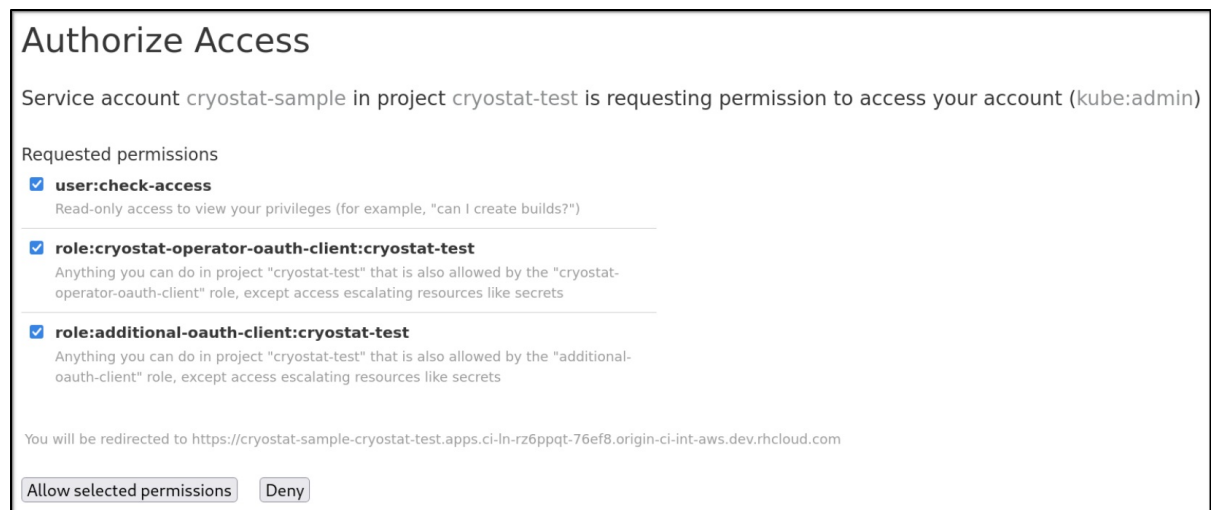 Authorize Access
Service account cryostat-sample in project cryostat-test is requesting permission to access your account (kube:admin)
Requested permissions
user:check-access
Read-only access to view your privileges (for example, "can I create builds?")
role:cryostat-operator-oauth-client:cryostat-test
Anything you can do in project "cryostat-test" that is also allowed by the "cryostat-
operator-oauth-client" role, except access escalating resources like secrets
role:additional-oauth-client:cryostat-test
Anything you can do in project "cryostat-test" that is also allowed by the "additional-
oauth-client" role, except access escalating resources like secrets
You will be redirected to https://cryostat-sample-cryostat-test.apps.ci-ln-rz6ppqt-76ef8.origin-ci-int-aws.dev.rhcloud.com
Allow selected permissions Deny